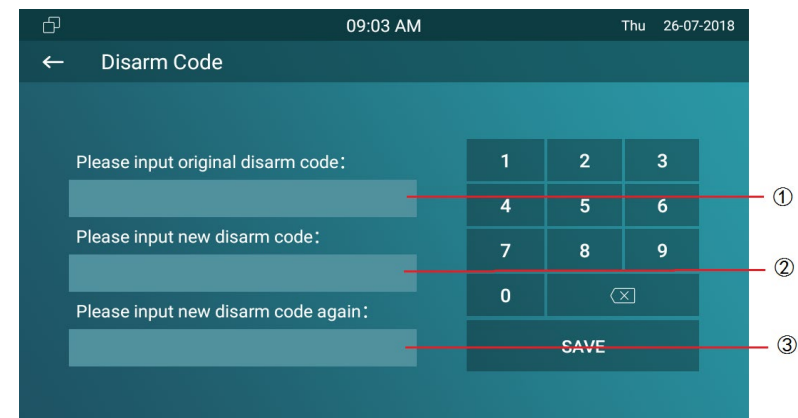 09:03 AM Thu 26-07-2018
Disarm Code
Please input original disarm code:
1 2 3
①
4 5 6
Please input new disarm code:
7 8 9
②
0
Please input new disarm code again:
SAVE
③